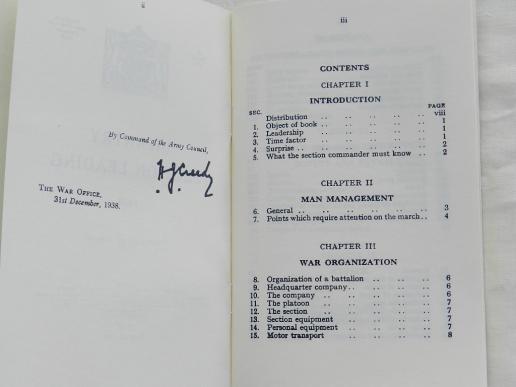 ii
By Command of the Army Council,
H J Creedy
THE WAR OFFICE,
31st December, 1938.
iii
CONTENTS
CHAPTER I
INTRODUCTION
SEC. PAGE
Distribution .. .. .. .. .. viii
1. Object of book .. .. .. .. .. 1
2. Leadership .. .. .. .. .. 1
3. Time factor .. .. .. .. .. 1
4. Surprise .. .. .. .. .. .. 2
5. What the section commander must know .. .. 2
CHAPTER II
MAN MANAGEMENT
6. General .. .. .. .. .. .. 3
7. Points which require attention on the march .. .. 4
CHAPTER III
WAR ORGANIZATION
8. Organization of a battalion .. .. .. 6
9. Headquarter company .. .. .. .. 6
10. The company .. .. .. .. .. 6
11. The platoon .. .. .. .. .. 7
12. The section .. .. .. .. .. 7
13. Section equipment .. .. .. .. 7
14. Personal equipment .. .. .. .. 7
15. Motor transport .. .. .. .. 8